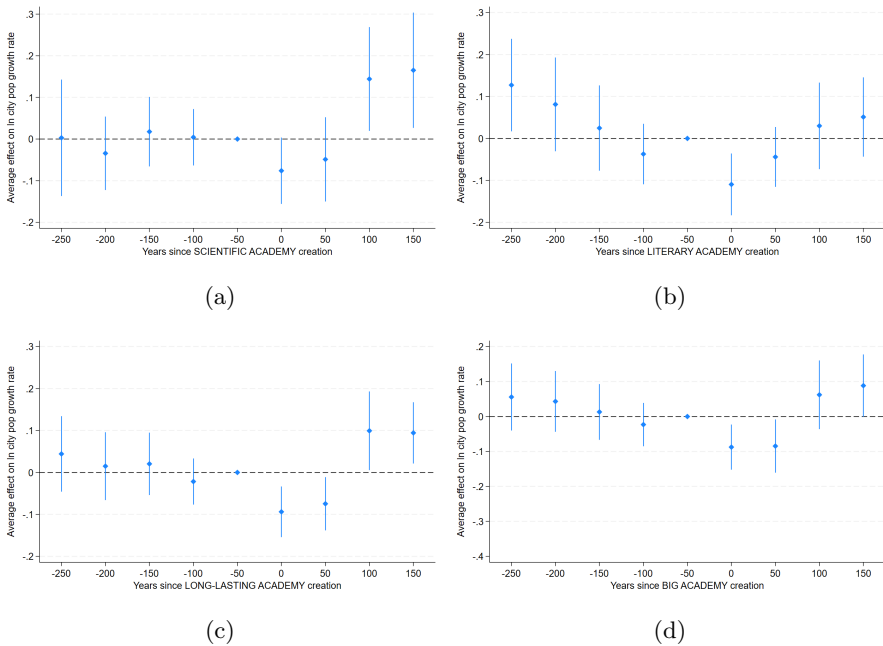 Average effect on ln city pop growth rate
.3
.2
.1
0
-.1
-.2
-250 -200 -150 -100 -50 0 50 100 150
Years since SCIENTIFIC ACADEMY creation
(a)
Average effect on ln city pop growth rate
.3
.2
.1
0
-.1
-.2
-250 -200 -150 -100 -50 0 50 100 150
Years since LITERARY ACADEMY creation
(b)
Average effect on ln city pop growth rate
.3
.2
.1
0
-.1
-.2
-250 -200 -150 -100 -50 0 50 100 150
Years since LONG-LASTING ACADEMY creation
(c)
Average effect on ln city pop growth rate
.2
.1
0
-.1
-.2
-.3
-.4
-250 -200 -150 -100 -50 0 50 100 150
Years since BIG ACADEMY creation
(d)